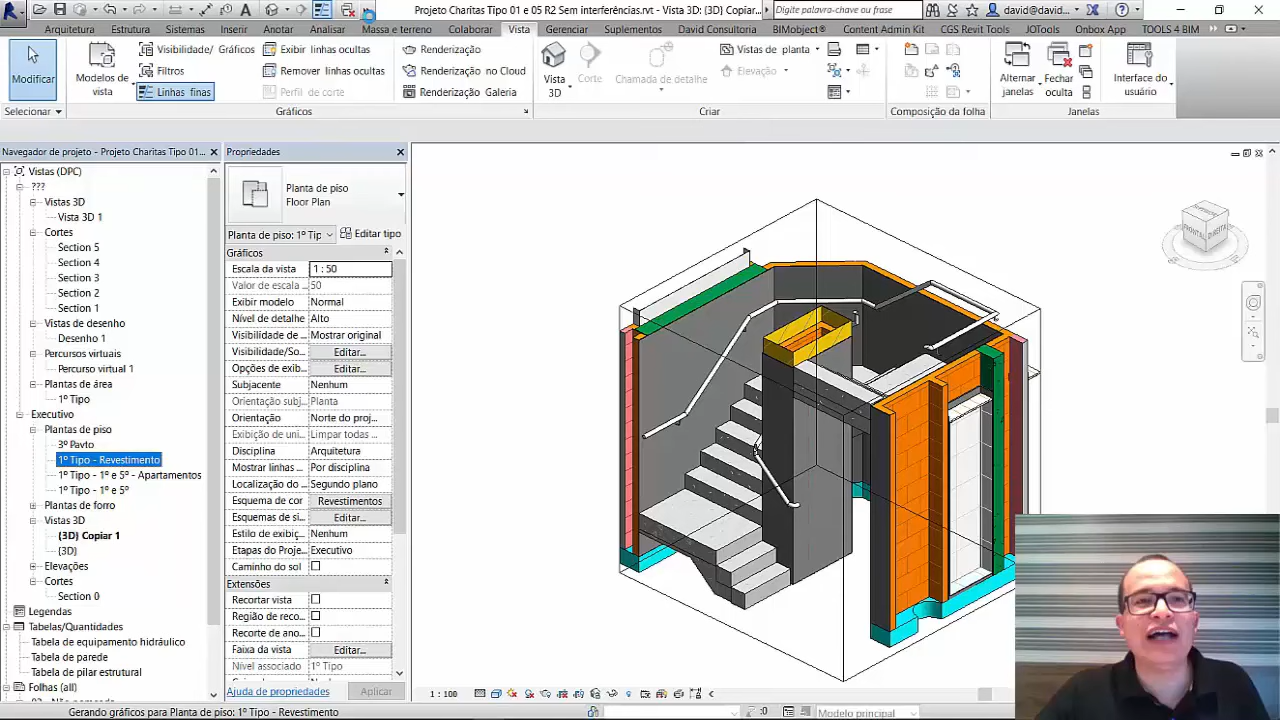 Projeto Charitas Tipo 01 e 05 R2 Sem interferências.rvt - Vista 3D: {3D} Copiar...
Digite palavra-chave ou frase
david@david...
Arquitetura Estrutura Sistemas Inserir Anotar Analisar Massa e terreno Colaborar Vista Gerenciar Suplementos David Consultoria BIMobject® Content Admin Kit CGS Revit Tools JOTools Onbox App TOOLS 4 BIM
Modificar
Modelos de vista
Visibilidade/ Gráficos
Filtros
Linhas finas
Exibir linhas ocultas
Remover linhas ocultas
Perfil de corte
Renderização
Renderização no Cloud
Renderização Galeria
Vista 3D
Corte
Chamada de detalhe
Vistas de planta
Elevação
Alternar janelas
Fechar oculta
Interface do usuário
Selecionar Gráficos Criar Composição da folha Janelas
Navegador de projeto - Projeto Charitas Tipo 01...
Vistas (DPC)
???
Vistas 3D
Vista 3D 1
Cortes
Section 5
Section 4
Section 3
Section 2
Section 1
Vistas de desenho
Desenho 1
Percursos virtuais
Percurso virtual 1
Plantas de área
1º Tipo
Executivo
Plantas de piso
3º Pavto
1º Tipo - Revestimento
1º Tipo - 1º e 5º - Apartamentos
1º Tipo - 1º e 5º
Plantas de forro
Vistas 3D
{3D} Copiar 1
{3D}
Elevações
Cortes
Section 0
Legendas
Tabelas/Quantidades
Tabela de equipamento hidráulico
Tabela de parede
Tabela de pilar estrutural
Folhas (all)
Propriedades
Planta de piso
Floor Plan
Planta de piso: 1º Tip
Editar tipo
Gráficos
Escala da vista 1 : 50
Valor de escala ... 50
Exibir modelo Normal
Nível de detalhe Alto
Visibilidade de ... Mostrar original
Visibilidade/So... Editar...
Opções de exib... Editar...
Subjacente Nenhum
Orientação subj... Planta
Orientação Norte do proj...
Exibição de uni... Limpar todas ...
Disciplina Arquitetura
Mostrar linhas ... Por disciplina
Localização do ... Segundo plano
Esquema de cor Revestimentos
Esquemas de si... Editar...
Estilo de exibiç... Nenhum
Etapas do Proje... Executivo
Caminho do sol
Extensões
Recortar vista
Região de reco...
Recorte de ano...
Faixa da vista Editar...
Nível associado 1º Tipo
Ajuda de propriedades
Aplicar
FRONTAL DIREITA
1 : 100
Gerando gráficos para Planta de piso: 1º Tipo - Revestimento
:0
Modelo principal